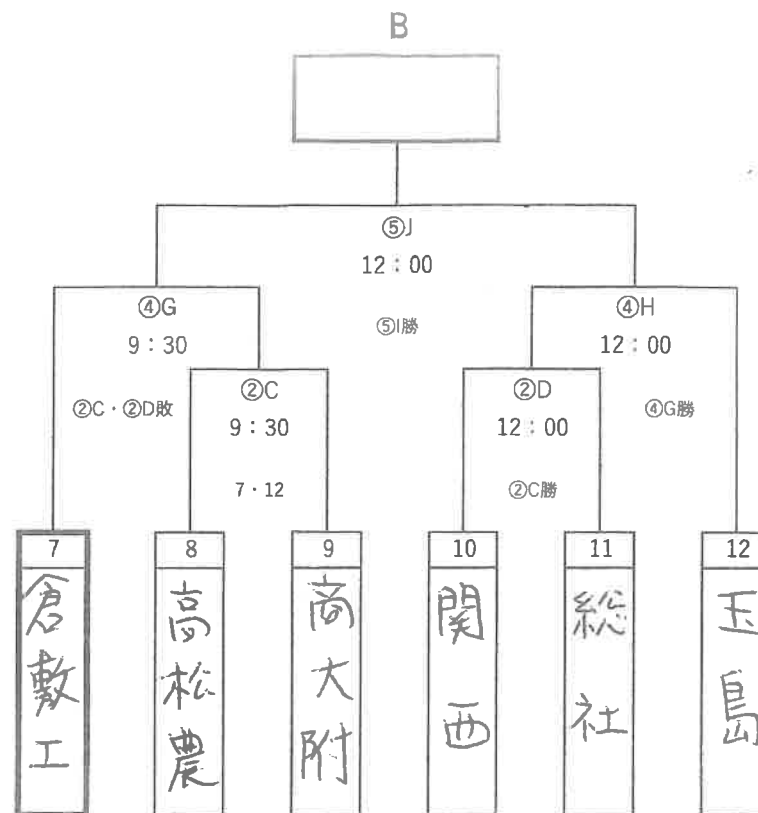 B
⑤J
12:00
⑤I勝
④G
9:30
②C・②D敗
④H
12:00
④G勝
②C
9:30
7・12
②D
12:00
②C勝
7
8
9
10
11
12
倉敷工
高松農
商大附
関西
総社
玉島